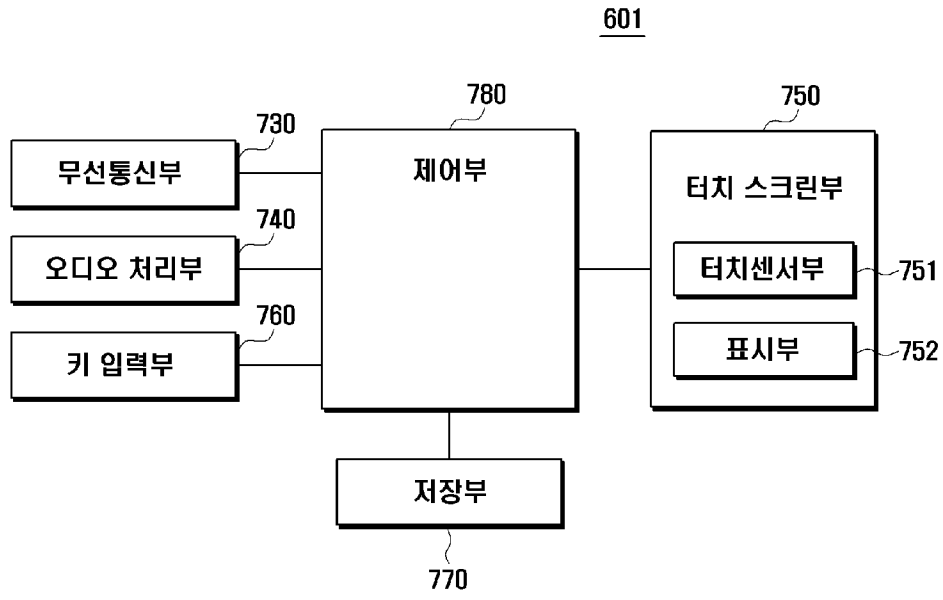 601
780
750
730
무선통신부
제어부
터치 스크린부
740
오디오 처리부
터치센서부
751
760
키 입력부
표시부
752
저장부
770